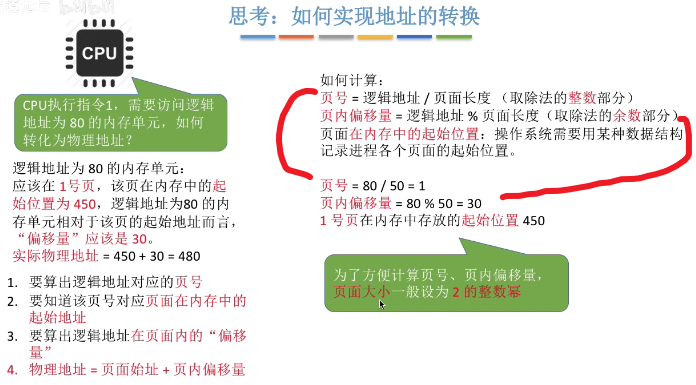 思考：如何实现地址的转换
CPU
CPU执行指令1，需要访问逻辑
地址为 80 的内存单元，如何
转化为物理地址？
逻辑地址为 80 的内存单元：
应该在 1号页，该页在内存中的起
始位置为 450，逻辑地址为80 的内
存单元相对于该页的起始地址而言，
“偏移量”应该是 30。
实际物理地址 = 450 + 30 = 480
1. 要算出逻辑地址对应的页号
2. 要知道该页号对应页面在内存中的
起始地址
3. 要算出逻辑地址在页面内的“偏移
量”
4. 物理地址 = 页面始址 + 页内偏移量
如何计算：
页号 = 逻辑地址 / 页面长度 （取除法的整数部分）
页内偏移量 = 逻辑地址 % 页面长度（取除法的余数部分）
页面在内存中的起始位置：操作系统需要用某种数据结构
记录进程各个页面的起始位置。
页号 = 80 / 50 = 1
页内偏移量 = 80 % 50 = 30
1 号页在内存中存放的起始位置 450
为了方便计算页号、页内偏移量，
页面大小一般设为 2 的整数幂